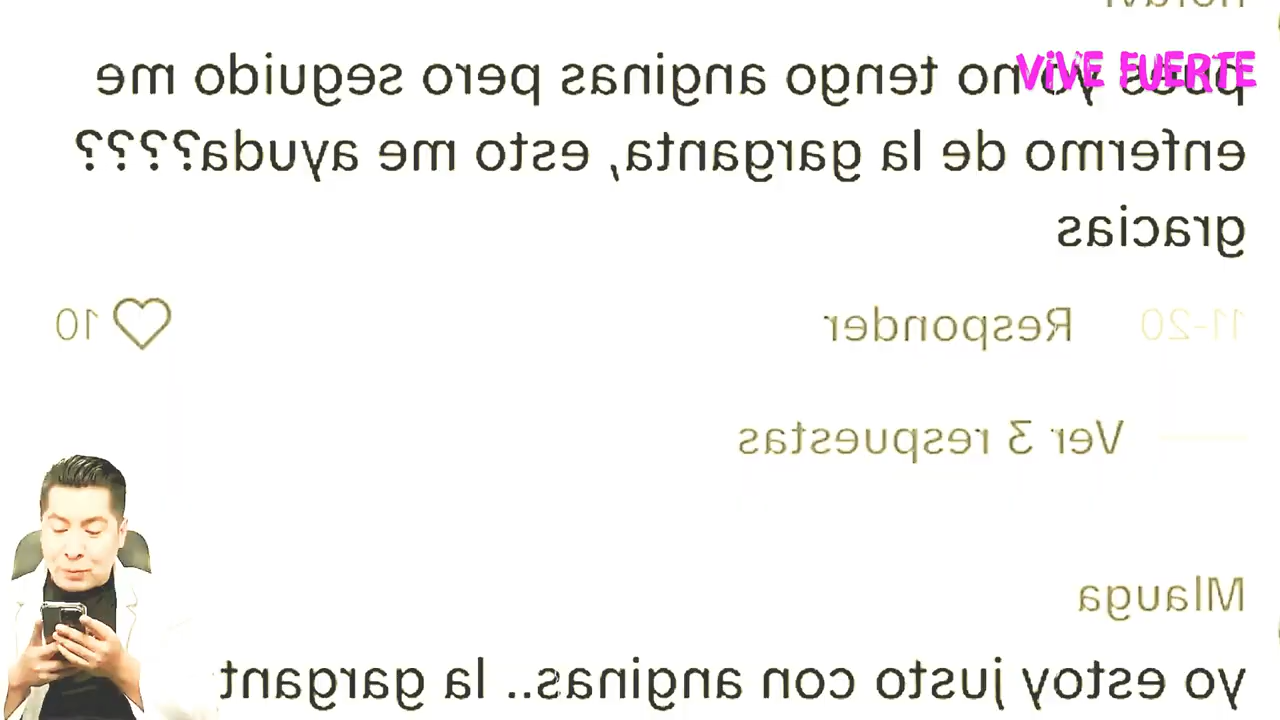 VIVE FUERTE
yo no tengo anginas pero seguido me
enfermo de la garganta, esto me ayuda????
gracias
11-20 Responder 10
Ver 3 respuestas
Mlauga
yo estoy justo con anginas.. la gargant